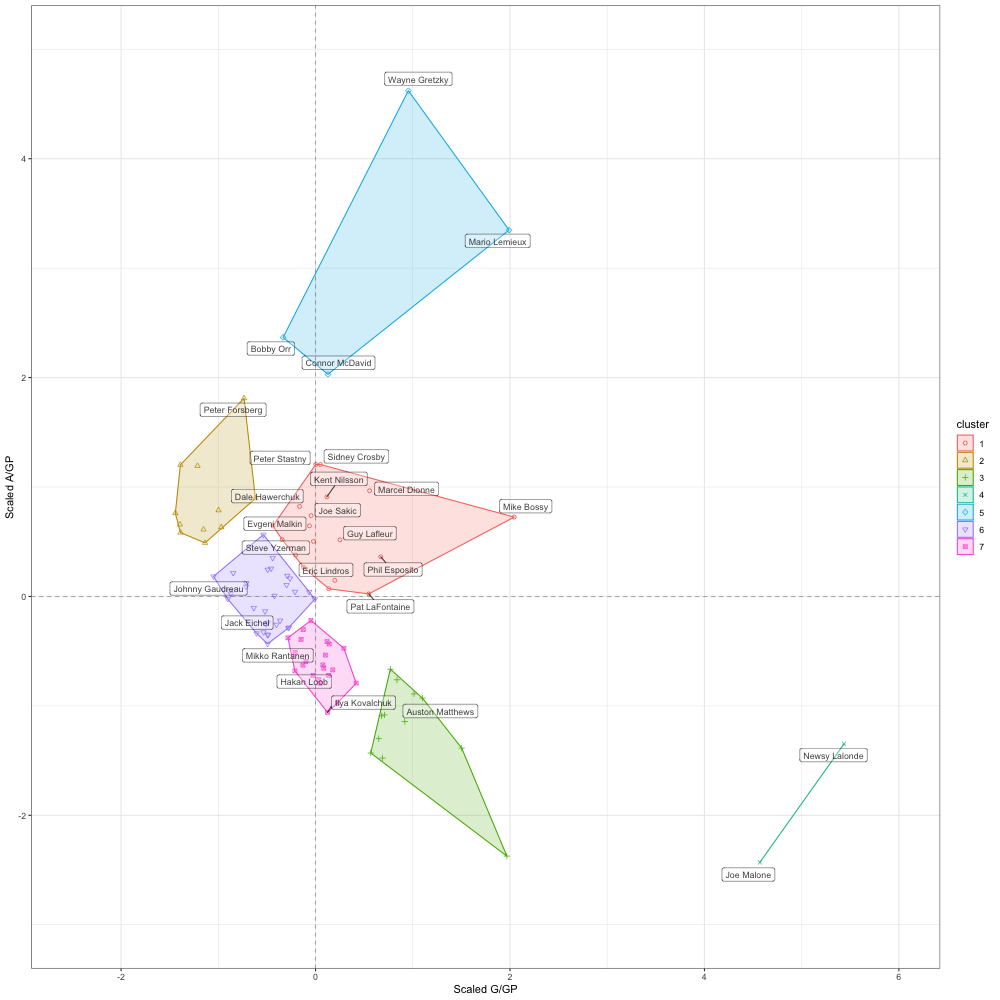 Wayne Gretzky
4
Mario Lemieux
Bobby Orr
Connor McDavid
2
Peter Forsberg
Peter Stastny
Sidney Crosby
Kent Nilsson
Marcel Dionne
Dale Hawerchuk
Joe Sakic
Mike Bossy
Evgeni Malkin
Guy Lafleur
Steve Yzerman
Eric Lindros
Phil Esposito
Johnny Gaudreau
0
Pat LaFontaine
Jack Eichel
Mikko Rantanen
Hakan Loob
Ilya Kovalchuk
Auston Matthews
Newsy Lalonde
-2
Joe Malone
-2
0
2
4
6
Scaled G/GP
Scaled A/GP
cluster
1
2
3
4
5
6
7